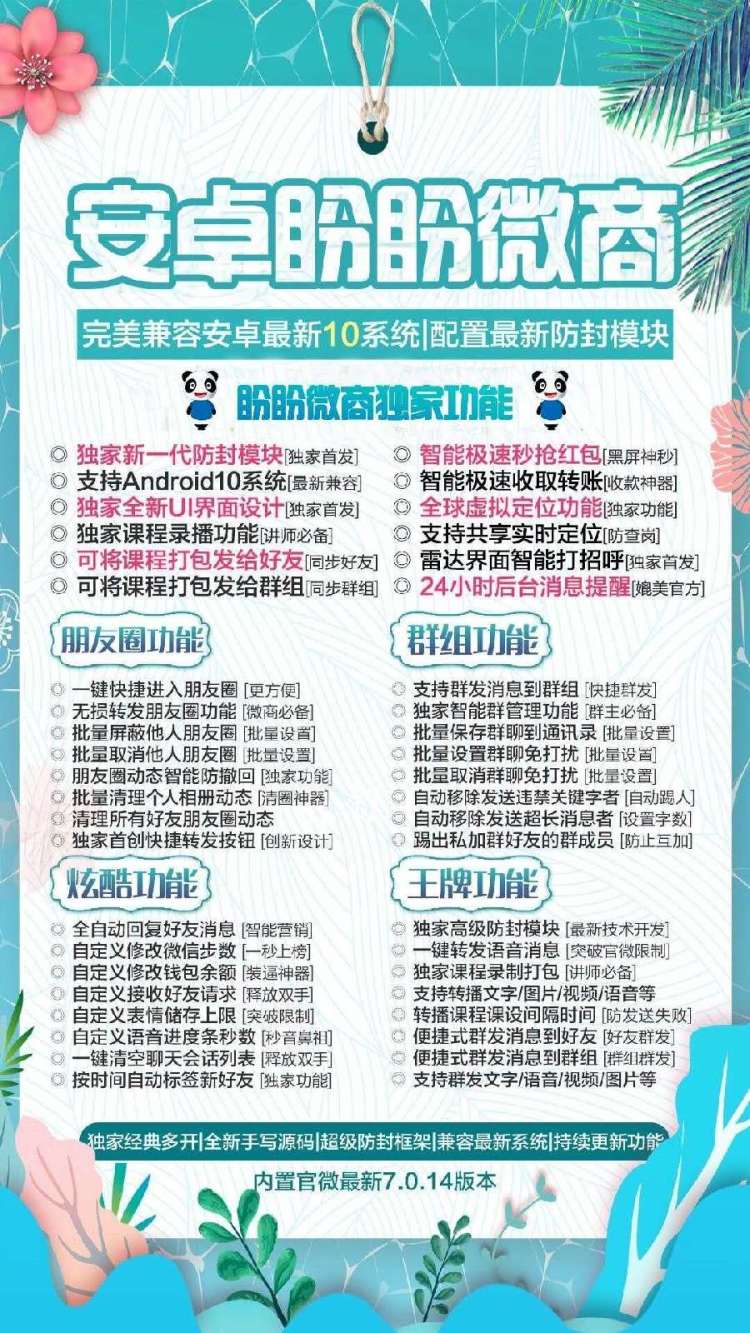 安卓盼盼微商
完美兼容安卓最新10系统|配置最新防封模块
盼盼微商独家功能
独家新一代防封模块[独家首发]
支持Android10系统[最新兼容]
独家全新UI界面设计[独家首发]
独家课程录播功能[讲师必备]
可将课程打包发给好友[同步好友]
可将课程打包发给群组[同步群组]
智能极速秒抢红包[黑屏神秒]
智能极速收取转账[收款神器]
全球虚拟定位功能[独家功能]
支持共享实时定位[防查岗]
雷达界面智能打招呼[独家首发]
24小时后台消息提醒[媲美官方]
朋友圈功能
一键快捷进入朋友圈 [更方便]
无损转发朋友圈功能 [微商必备]
批量屏蔽他人朋友圈 [批量设置]
批量取消他人朋友圈 [批量设置]
朋友圈动态智能防撤回 [独家功能]
批量清理个人相册动态 [清圈神器]
清理所有好友朋友圈动态
独家首创快捷转发按钮 [创新设计]
群组功能
支持群发消息到群组 [快捷群发]
独家智能群管理功能 [群主必备]
批量保存群聊到通讯录 [批量设置]
批量设置群聊免打扰 [批量设置]
批量取消群聊免打扰 [批量设置]
自动移除发送违禁关键字者 [自动踢人]
自动移除发送超长消息者 [设置字数]
踢出私加群好友的群成员 [防止互加]
炫酷功能
全自动回复好友消息 [智能营销]
自定义修改微信步数 [一秒上榜]
自定义修改钱包余额 [装逼神器]
自定义接收好友请求 [释放双手]
自定义表情储存上限 [突破限制]
自定义语音进度条秒数 [秒音鼻祖]
一键清空聊天会话列表 [释放双手]
按时间自动标签新好友 [独家功能]
王牌功能
独家高级防封模块 [最新技术开发]
一键转发语音消息 [突破官微限制]
独家课程录制打包 [讲师必备]
支持转播文字/图片/视频/语音等
转播课程课设间隔时间 [防发送失败]
便捷式群发消息到好友 [好友群发]
便捷式群发消息到群组 [群组群发]
支持群发文字/语音/视频/图片等
独家经典多开|全新手写源码|超级防封框架|兼容最新系统|持续更新功能
内置官微最新7.0.14版本